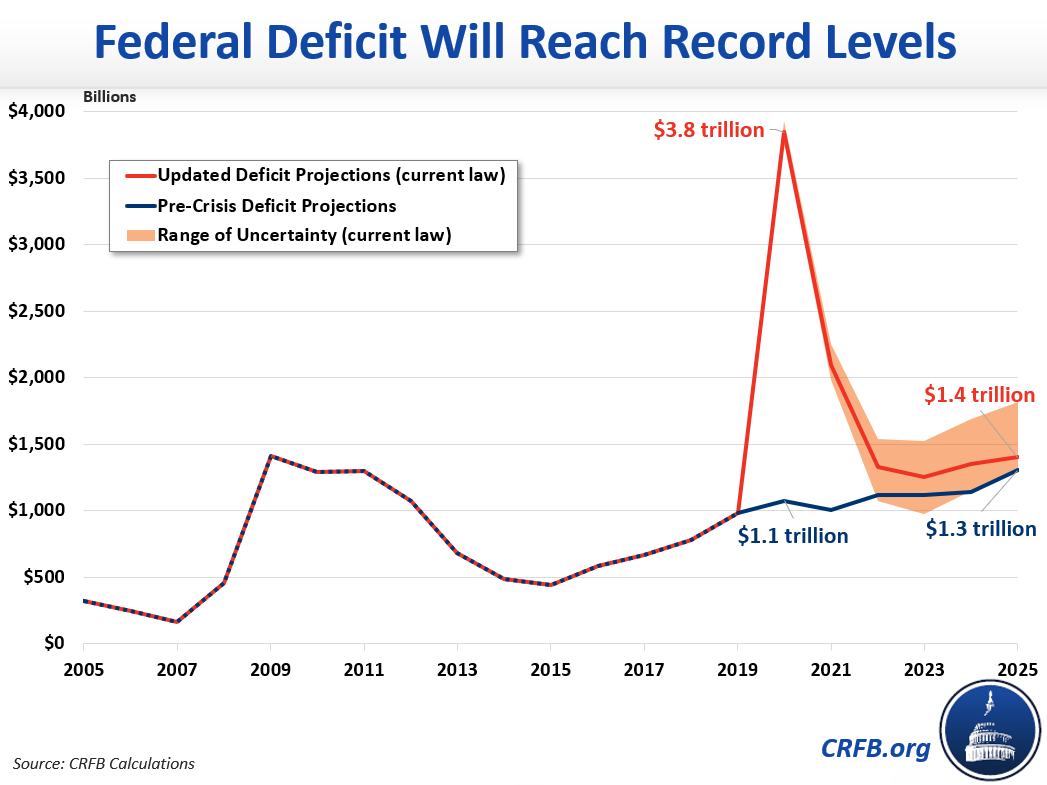 Federal Deficit Will Reach Record Levels
Billions
$4,000
$3,500
$3,000
$2,500
$2,000
$1,500
$1,000
$500
$0
Updated Deficit Projections (current law)
Pre-Crisis Deficit Projections
Range of Uncertainty (current law)
$3.8 trillion
$1.4 trillion
$1.1 trillion
$1.3 trillion
2005 2007 2009 2011 2013 2015 2017 2019 2021 2023 2025
Source: CRFB Calculations
CRFB.org